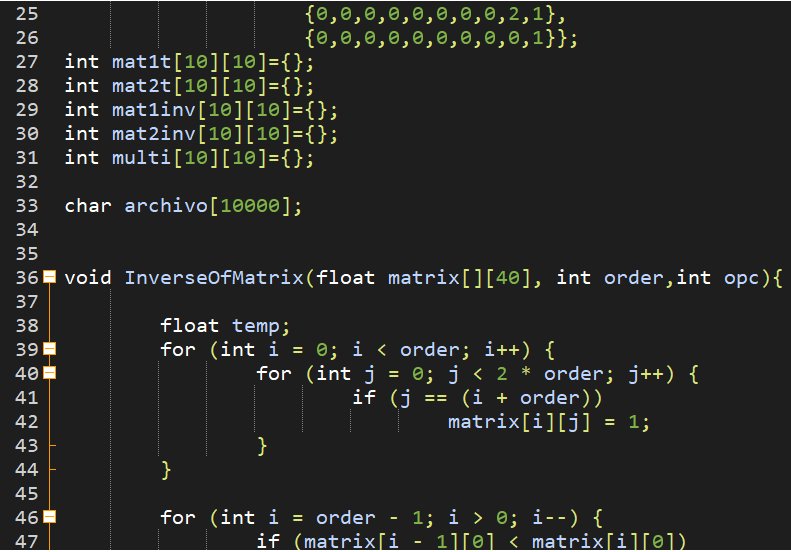 25 {0,0,0,0,0,0,0,0,2,1},
26 {0,0,0,0,0,0,0,0,0,1}};
27 int mat1t[10][10]={};
28 int mat2t[10][10]={};
29 int mat1inv[10][10]={};
30 int mat2inv[10][10]={};
31 int multi[10][10]={};
32
33 char archivo[10000];
34
35
36 void InverseOfMatrix(float matrix[][40], int order,int opc){
37
38 float temp;
39 for (int i = 0; i < order; i++) {
40 for (int j = 0; j < 2 * order; j++) {
41 if (j == (i + order))
42 matrix[i][j] = 1;
43 }
44 }
45
46 for (int i = order - 1; i > 0; i--) {
47 if (matrix[i - 1][0] < matrix[i][0])